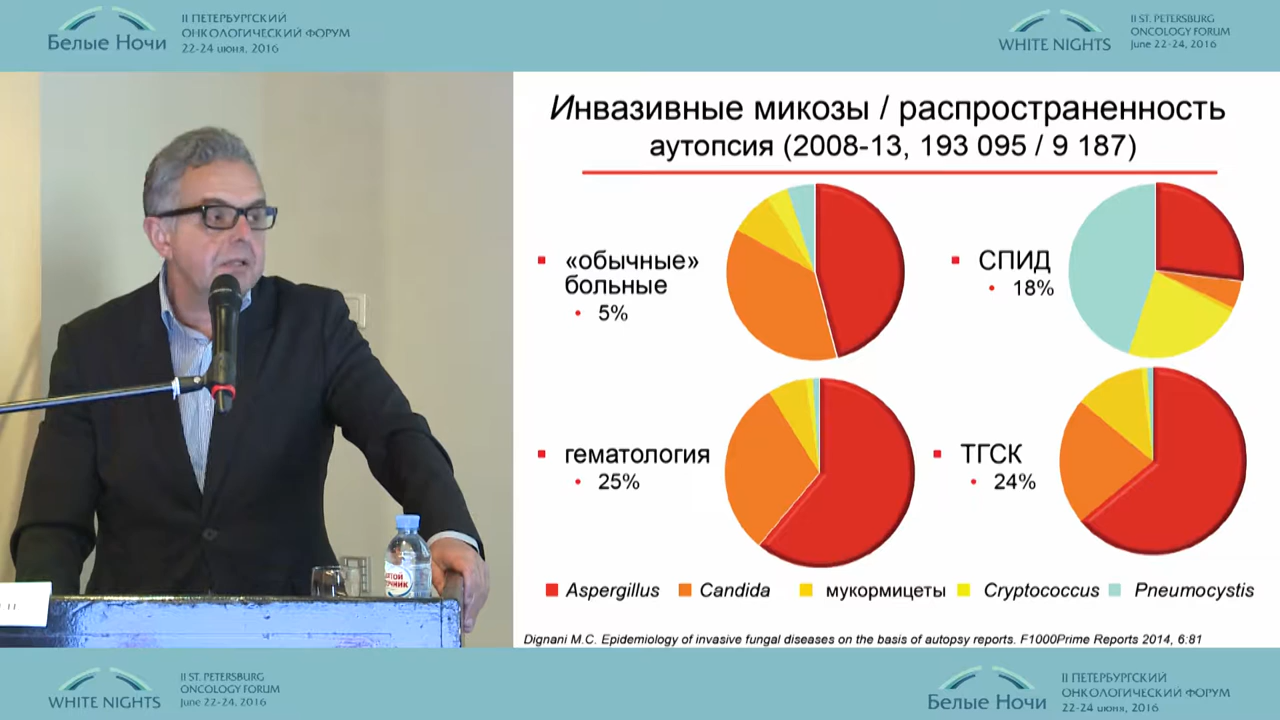 Белые Ночи
II ПЕТЕРБУРГСКИЙ
ОНКОЛОГИЧЕСКИЙ ФОРУМ
22-24 июня, 2016
WHITE NIGHTS
II ST. PETERSBURG
ONCOLOGY FORUM
June 22-24, 2016
Инвазивные микозы / распространенность
аутопсия (2008-13, 193 095 / 9 187)
«обычные»
больные
5%
СПИД
18%
гематология
25%
ТГСК
24%
Aspergillus
Candida
мукормицеты
Cryptococcus
Pneumocystis
Dignani M.C. Epidemiology of invasive fungal diseases on the basis of autopsy reports. F1000Prime Reports 2014, 6:81
WHITE NIGHTS
II ST. PETERSBURG
ONCOLOGY FORUM
June 22-24, 2016
Белые Ночи
II ПЕТЕРБУРГСКИЙ
ОНКОЛОГИЧЕСКИЙ ФОРУМ
22-24 июня, 2016